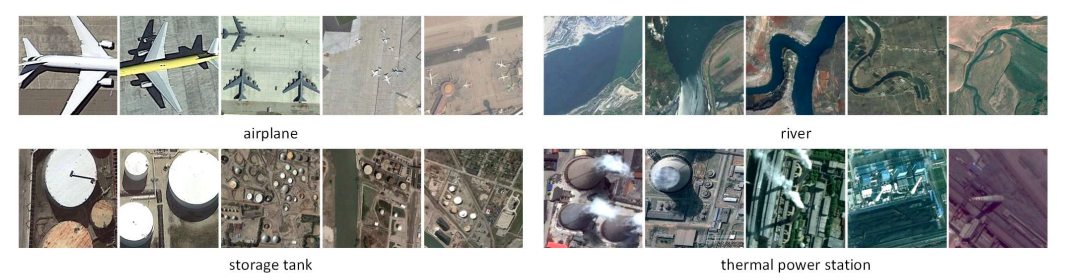 airplane
river
storage tank
thermal power station